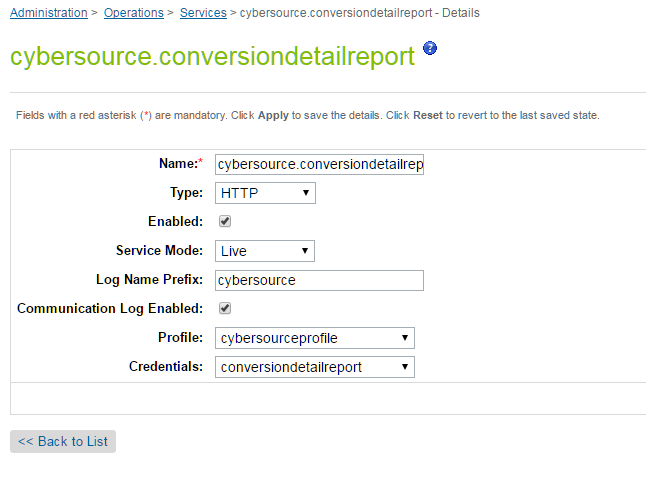 Administration > Operations > Services > cybersource.conversiondetailreport - Details
cybersource.conversiondetailreport ?
Fields with a red asterisk (*) are mandatory. Click Apply to save the details. Click Reset to revert to the last saved state.
Name:* cybersource.conversiondetailrep
Type: HTTP
Enabled:
Service Mode: Live
Log Name Prefix: cybersource
Communication Log Enabled:
Profile: cybersourceprofile
Credentials: conversiondetailreport
<< Back to List